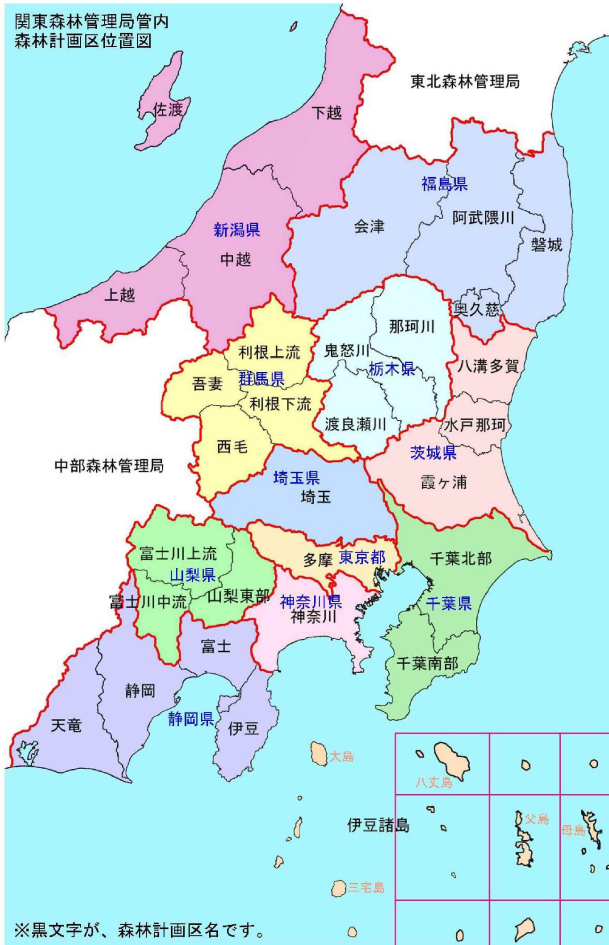 関東森林管理局管内
森林計画区位置図
東北森林管理局
佐渡
下越
福島県
新潟県
会津
阿武隈川
中越
磐城
上越
奥久慈
那珂川
利根上流
鬼怒川
八溝多賀
栃木県
吾妻
群馬県
利根下流
渡良瀬川
水戸那珂
西毛
茨城県
中部森林管理局
埼玉県
霞ヶ浦
埼玉
富士川上流
多摩
東京都
千葉北部
山梨県
富士川中流
山梨東部
神奈川県
千葉県
神奈川
富士
千葉南部
静岡
天竜
静岡県
伊豆
大島
八丈島
伊豆諸島
父島
母島
三宅島
※黒文字が、森林計画区名です。